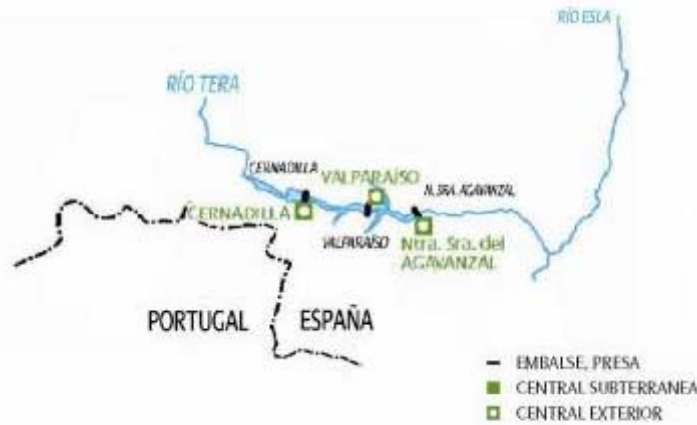 RÍO ESLA
RÍO TERA
CERNADILLA
VALPARAÍSO
N. SRA. AGAVANZAL
CERNADILLA
VALPARAÍSO
Ntra. Sra. del
AGAVANZAL
PORTUGAL
ESPAÑA
EMBALSE, PRESA
CENTRAL SUBTERRANEA
CENTRAL EXTERIOR